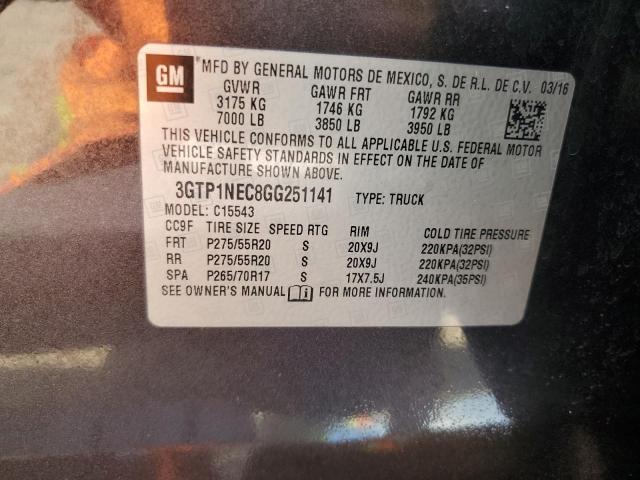 GM MFD BY GENERAL MOTORS DE MEXICO, S. DE R.L. DE C.V. 03/16
GVWR GAWR FRT GAWR RR
3175 KG 1746 KG 1792 KG
7000 LB 3850 LB 3950 LB
THIS VEHICLE CONFORMS TO ALL APPLICABLE U.S. FEDERAL MOTOR
VEHICLE SAFETY STANDARDS IN EFFECT ON THE DATE OF
MANUFACTURE SHOWN ABOVE.
3GTP1NEC8GG251141 TYPE: TRUCK
MODEL: C15543
CC9F TIRE SIZE SPEED RTG RIM COLD TIRE PRESSURE
FRT P275/55R20 S 20X9J 220KPA(32PSI)
RR P275/55R20 S 20X9J 220KPA(32PSI)
SPA P265/70R17 S 17X7.5J 240KPA(35PSI)
SEE OWNER'S MANUAL FOR MORE INFORMATION.